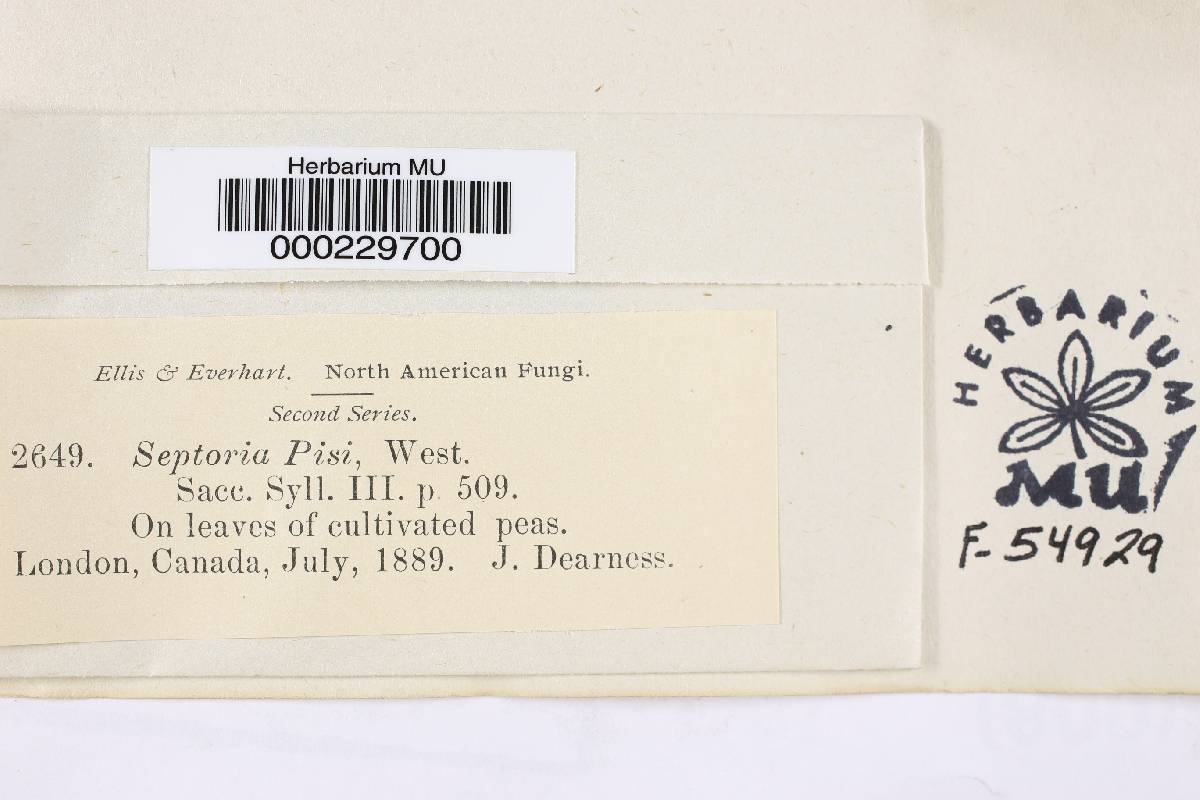 Herbarium MU
000229700
Ellis & Everhart. North American Fungi.
Second Series.
2649. Septoria Pisi, West.
Sacc. Syll. III. p. 509.
On leaves of cultivated peas.
London, Canada, July, 1889. J. Dearness.
HERBARIUM
MU
F-54929